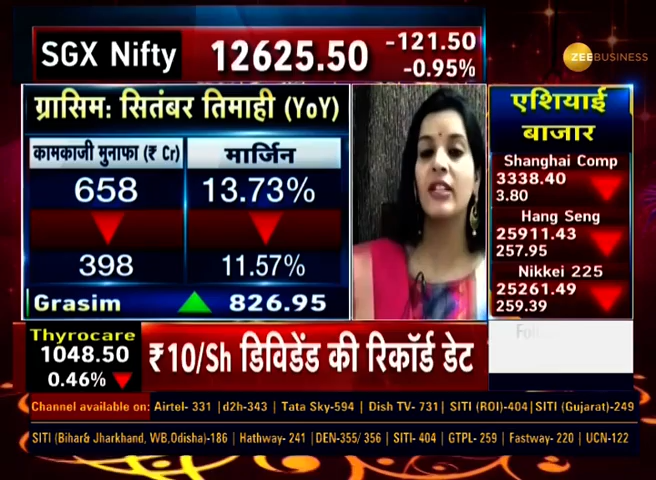 SGX Nifty 12625.50 -121.50
-0.95%
ZEE BUSINESS
ग्रासिम: सितंबर तिमाही (YoY)
कामकाजी मुनाफा (₹ Cr) मार्जिन
658 13.73%
398 11.57%
Grasim 826.95
एशियाई
बाजार
Shanghai Comp
3338.40
3.80
Hang Seng
25911.43
257.95
Nikkei 225
25261.49
259.39
Thyrocare
1048.50
0.46%
₹10/Sh डिविडेंड की रिकॉर्ड डेट
Channel available on: Airtel- 331 | d2h-343 | Tata Sky-594 | Dish TV- 731 | SITI (ROI)-404 | SITI (Gujarat)-249
SITI (Bihar& Jharkhand, WB,Odisha)-186 | Hathway- 241 | DEN-355/ 356 | SITI- 404 | GTPL- 259 | Fastway- 220 | UCN-122